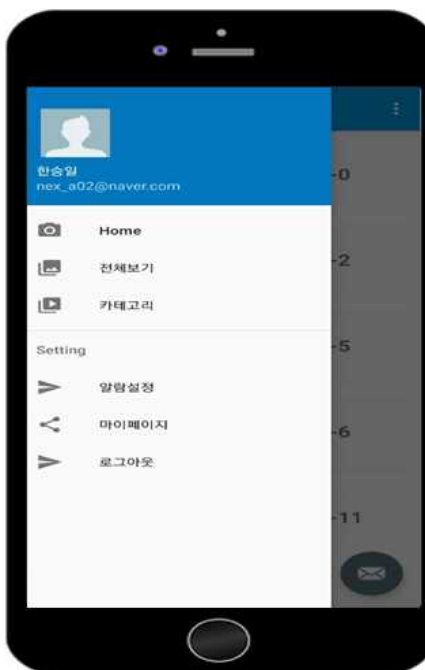 한승일
nex_a02@naver.com
Home
전체보기
카테고리
Setting
알람설정
마이페이지
로그아웃
-0
-2
-5
-6
-11